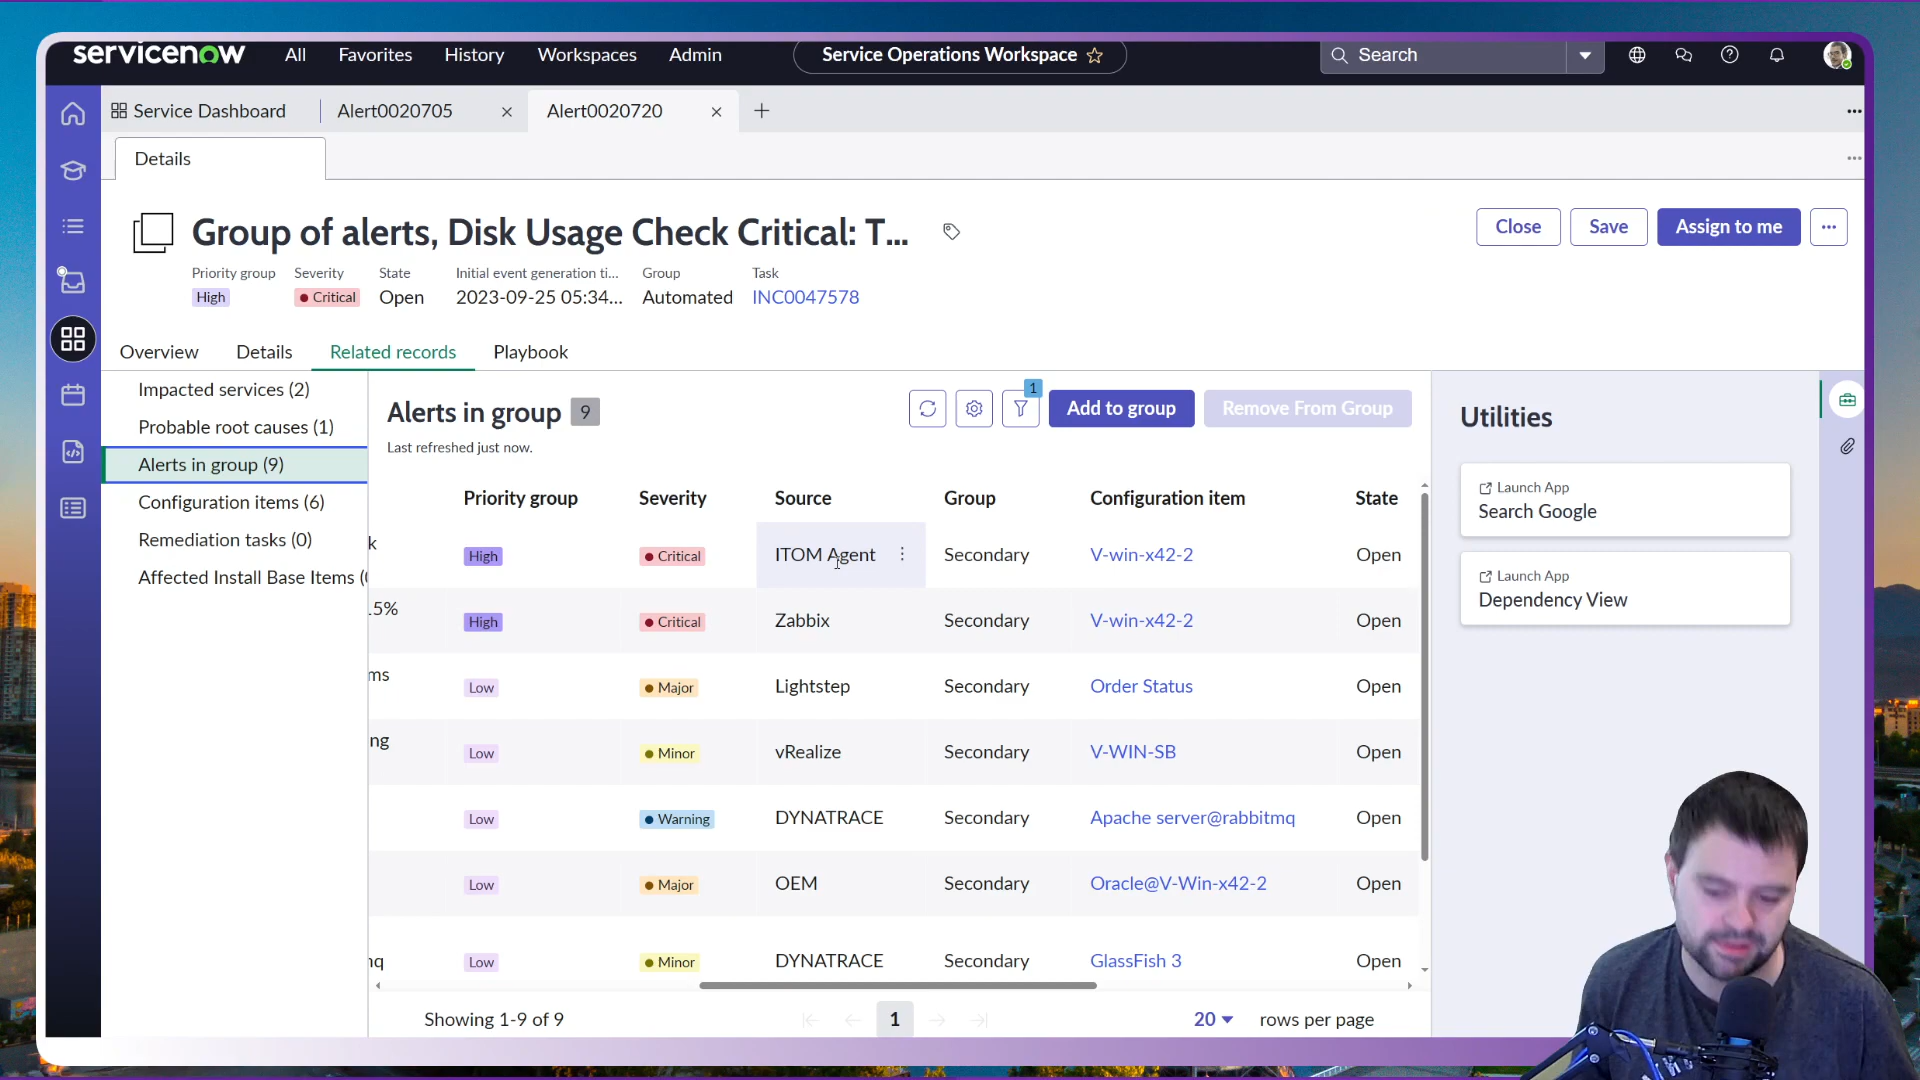 servicenow All Favorites History Workspaces Admin Service Operations Workspace Search
Service Dashboard Alert0020705 Alert0020720
Details
Group of alerts, Disk Usage Check Critical: T... Close Save Assign to me
Priority group Severity State Initial event generation ti... Group Task
High Critical Open 2023-09-25 05:34... Automated INC0047578
Overview Details Related records Playbook
Impacted services (2)
Probable root causes (1)
Alerts in group (9)
Configuration items (6)
Remediation tasks (0)
Affected Install Base Items (
Alerts in group 9 1 Add to group Remove From Group
Last refreshed just now.
Priority group Severity Source Group Configuration item State
k High Critical ITOM Agent Secondary V-win-x42-2 Open
.5% High Critical Zabbix Secondary V-win-x42-2 Open
ms Low Major Lightstep Secondary Order Status Open
ng Low Minor vRealize Secondary V-WIN-SB Open
Low Warning DYNATRACE Secondary Apache server@rabbitmq Open
Low Major OEM Secondary Oracle@V-Win-x42-2 Open
Low Minor DYNATRACE Secondary GlassFish 3 Open
Showing 1-9 of 9 1 20 rows per page
Utilities
Launch App
Search Google
Launch App
Dependency View